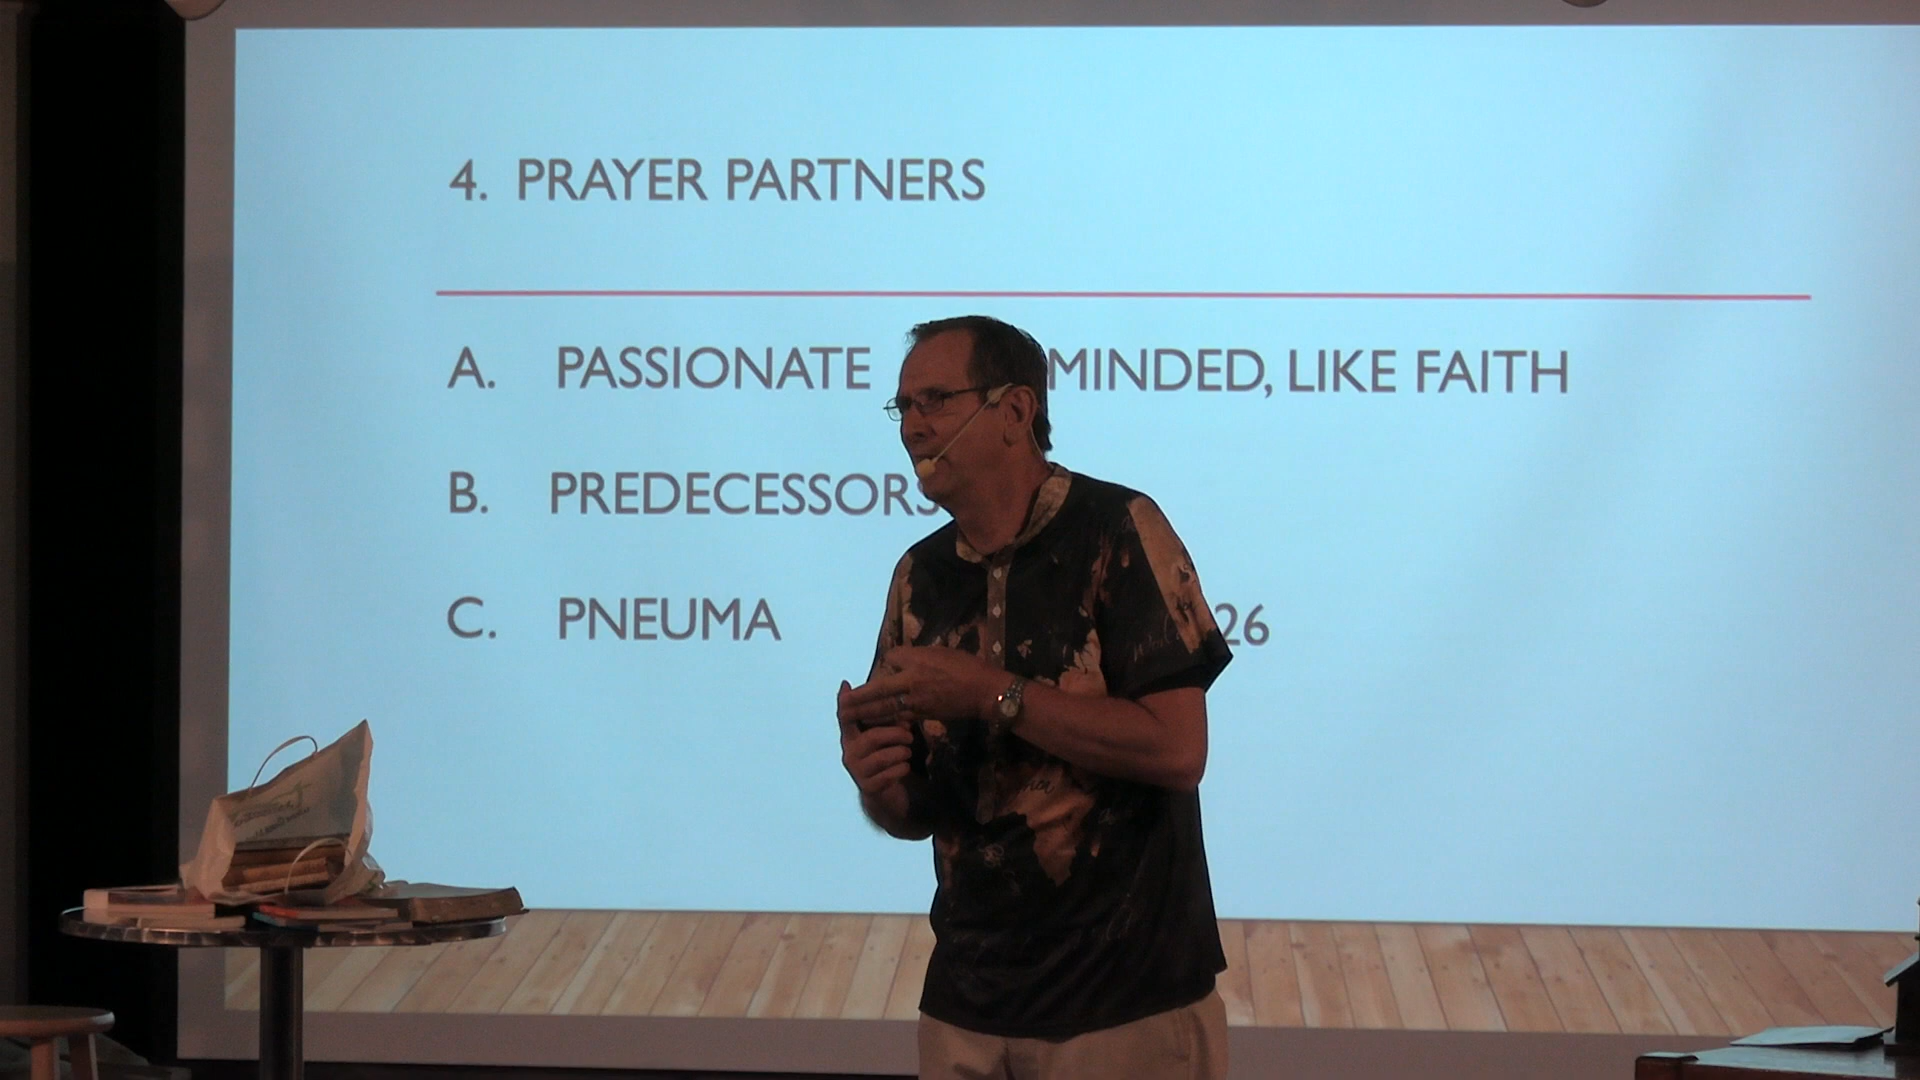 4. PRAYER PARTNERS
A. PASSIONATE MINDED, LIKE FAITH
B. PREDECESSORS
C. PNEUMA 26